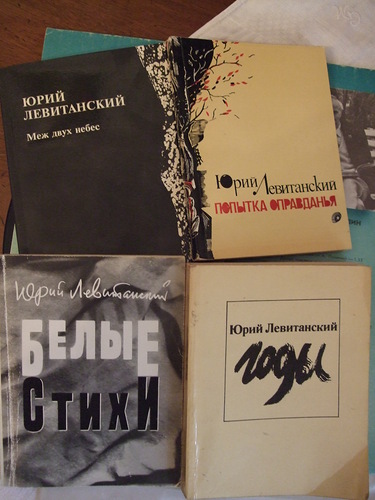 ЮРИЙ
ЛЕВИТАНСКИЙ
Меж двух небес
Юрий Левитанский
ПОПЫТКА ОПРАВДАНЬЯ
Юрий Левитанский
БЕЛЫЕ
СТИХИ
Юрий Левитанский
годы